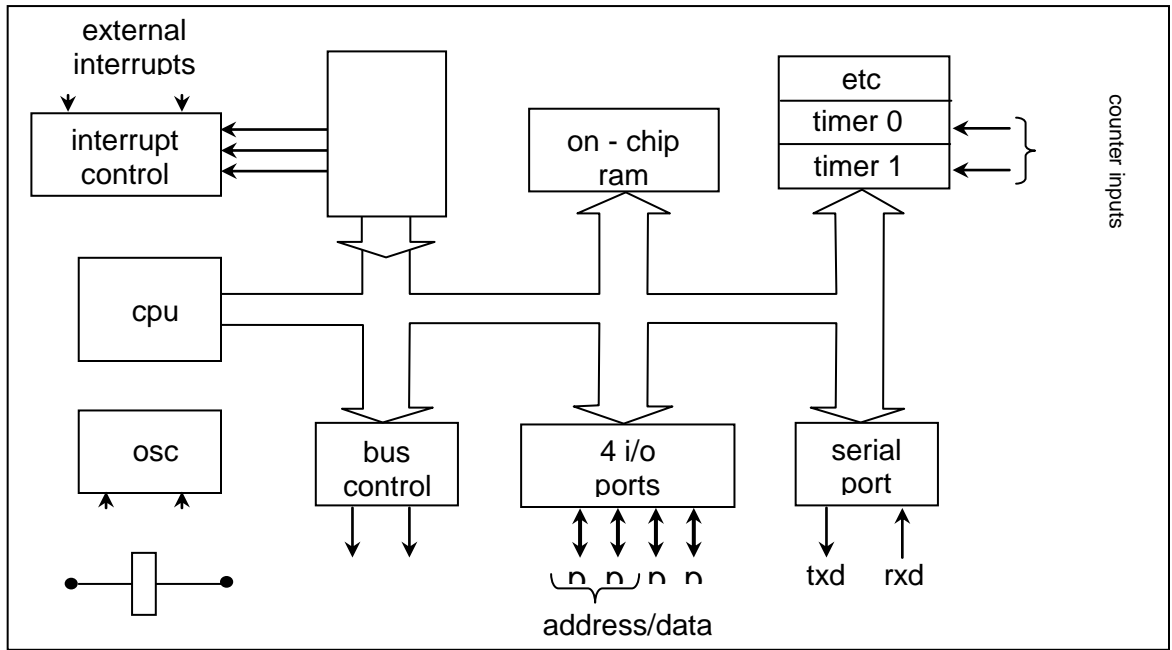 external
interrupts
interrupt
control
on - chip
ram
etc
timer 0
timer 1
counter inputs
cpu
osc
bus
control
4 i/o
ports
serial
port
p p p p
txd rxd
address/data